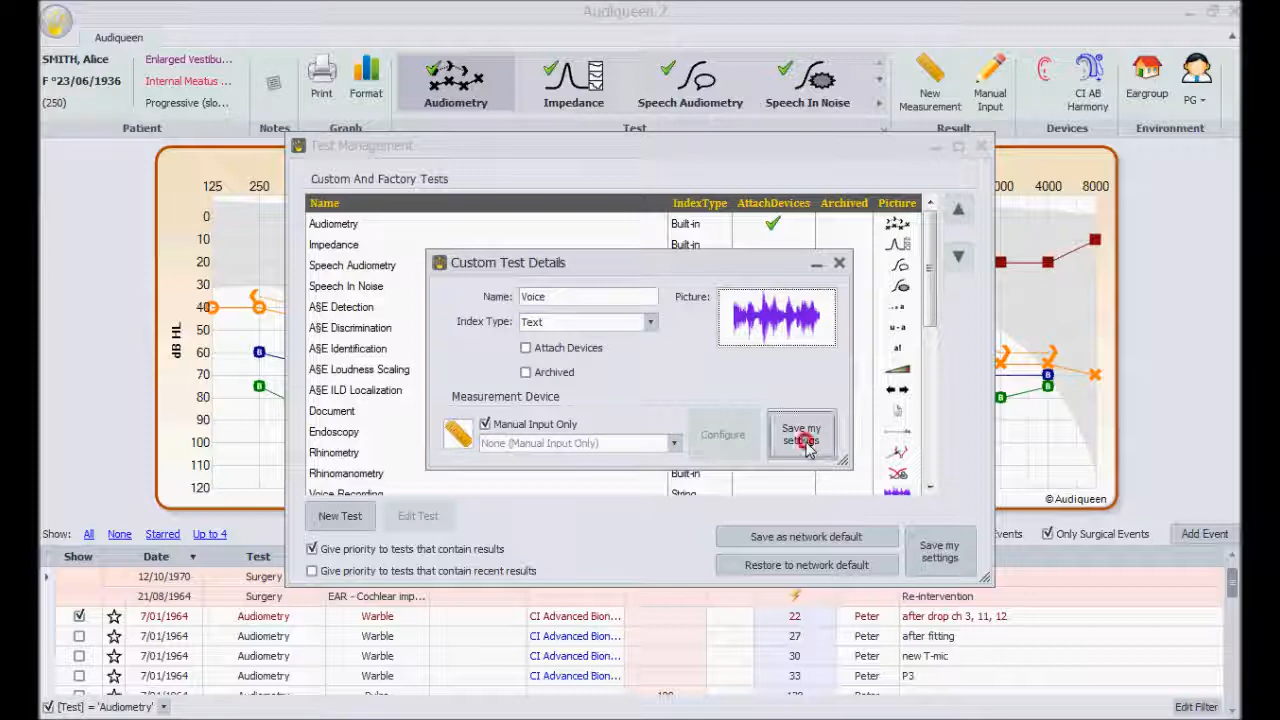 Audiqueen 2
Audiqueen
SMITH, Alice
F °23/06/1936
(250)
Enlarged Vestibu...
Internal Meatus ...
Progressive (slo...
Patient
Notes
Print
Format
Graph
Audiometry
Impedance
Speech Audiometry
Speech In Noise
Test
New Measurement
Manual Input
Result
CI AB Harmony
Devices
Eargroup
PG
Environment
125 250
4000 8000
0
10
20
30
40
50
60
70
80
90
100
110
120
dB HL
© Audiqueen
Test Management
Custom And Factory Tests
Name IndexType AttachDevices Archived Picture
Audiometry Built-in
Impedance Built-in
Speech Audiometry
Speech In Noise
A§E Detection
A§E Discrimination
A§E Identification
A§E Loudness Scaling
A§E ILD Localization
Document
Endoscopy
Rhinometry
Rhinomanometry Built-in
Voice Recording String
Custom Test Details
Name: Voice
Picture:
Index Type: Text
Attach Devices
Archived
Measurement Device
Manual Input Only
None (Manual Input Only)
Configure
Save my settings
New Test
Edit Test
Give priority to tests that contain results
Give priority to tests that contain recent results
Save as network default
Restore to network default
Save my settings
Show: All None Starred Up to 4
Events Only Surgical Events Add Event
Show Date Test
12/10/1970 Surgery
21/08/1964 Surgery EAR - Cochlear imp... Re-intervention
7/01/1964 Audiometry Warble CI Advanced Bion... 22 Peter after drop ch 3, 11, 12
7/01/1964 Audiometry Warble CI Advanced Bion... 27 Peter after fitting
7/01/1964 Audiometry Warble CI Advanced Bion... 30 Peter new T-mic
7/01/1964 Audiometry Warble CI Advanced Bion... 33 Peter P3
[Test] = 'Audiometry'
Edit Filter